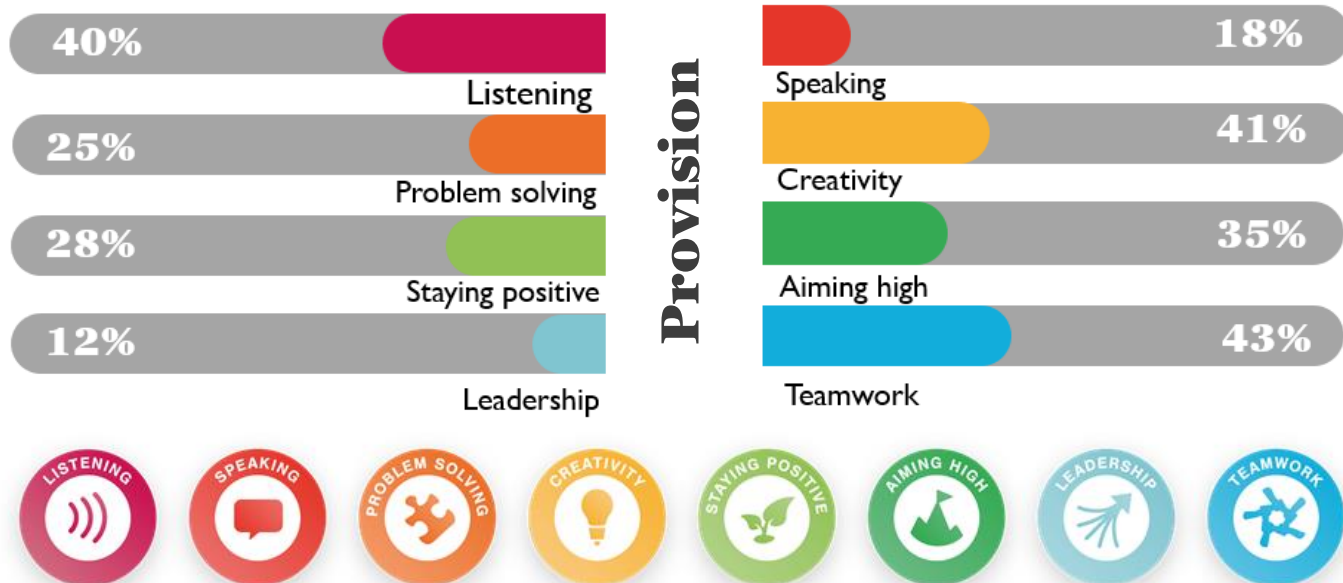 40%
Listening
25%
Problem solving
28%
Staying positive
12%
Leadership
Provision
18%
Speaking
41%
Creativity
35%
Aiming high
43%
Teamwork
LISTENING
SPEAKING
PROBLEM SOLVING
CREATIVITY
STAYING POSITIVE
AIMING HIGH
LEADERSHIP
TEAMWORK